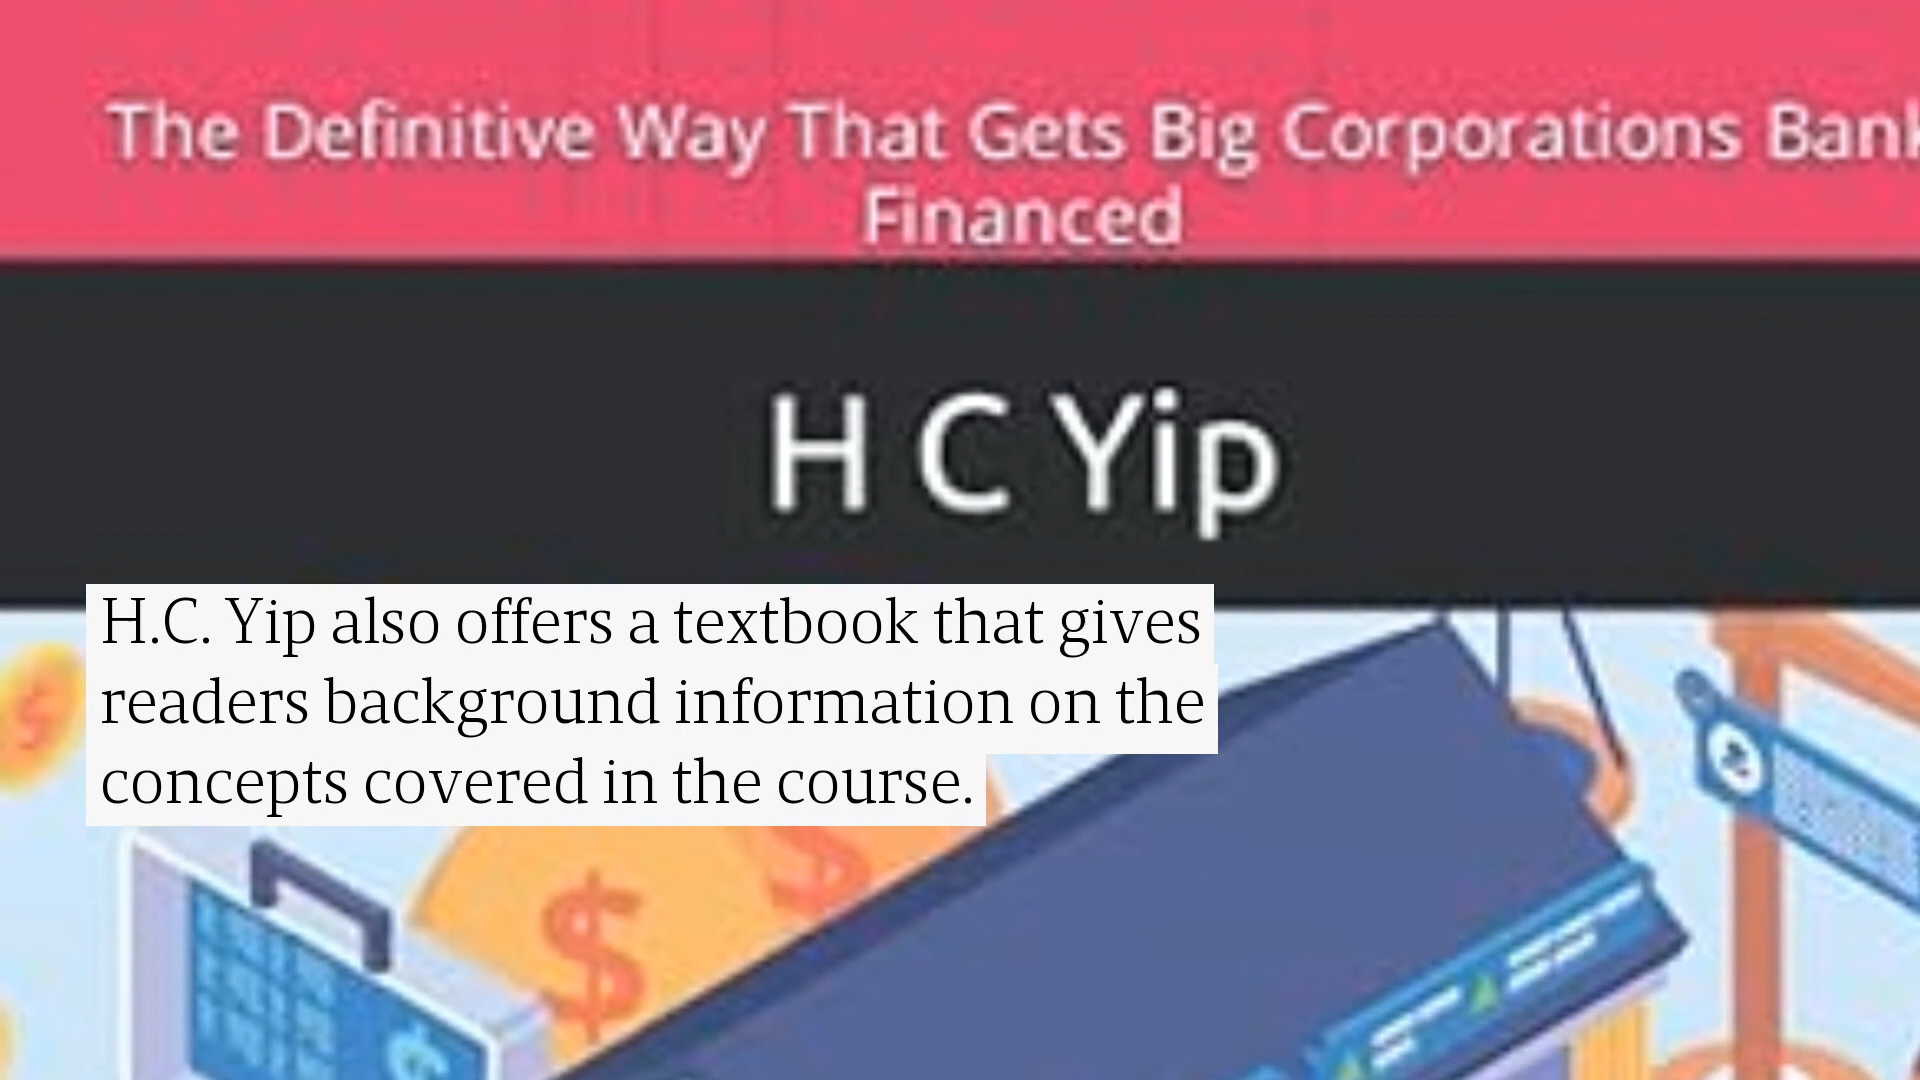 The Definitive Way That Gets Big Corporations Bank
Financed
H C Yip
H.C. Yip also offers a textbook that gives
readers background information on the
concepts covered in the course.